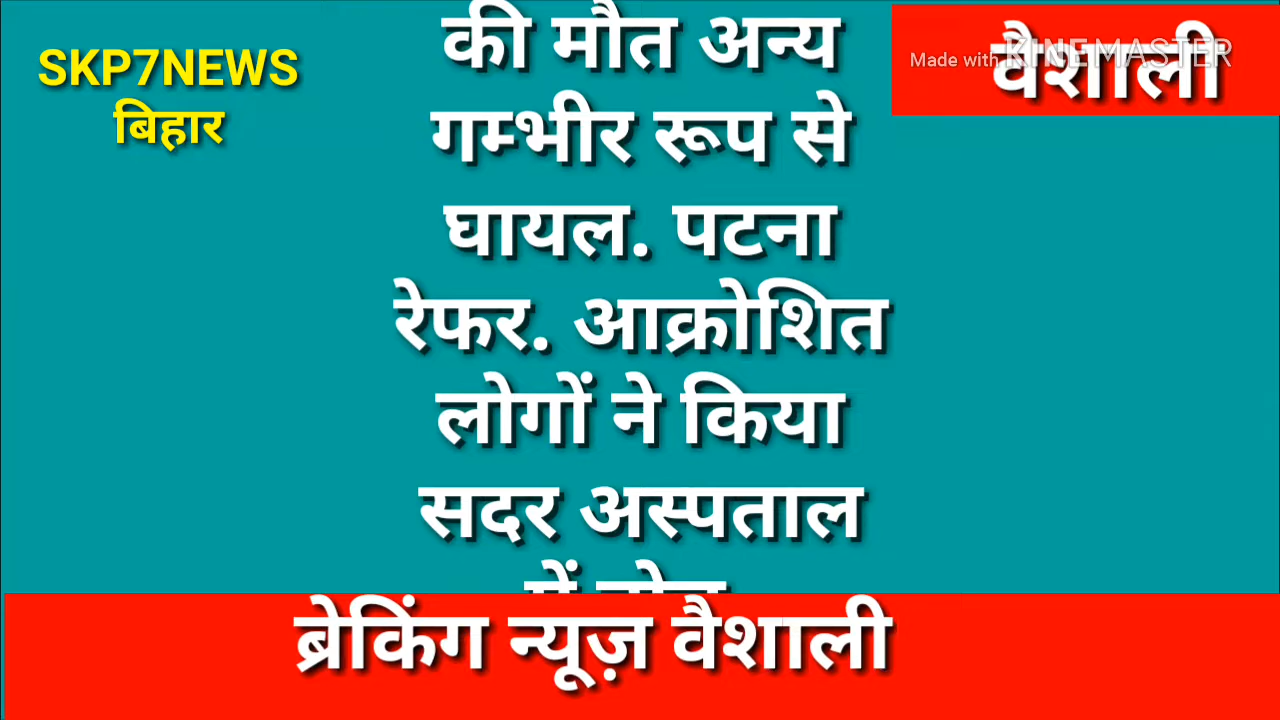 SKP7NEWS
बिहार
की मौत अन्य
गम्भीर रूप से
घायल. पटना
रेफर. आक्रोशित
लोगों ने किया
सदर अस्पताल
में
Made with KINEMASTER
वैशाली
ब्रेकिंग न्यूज़ वैशाली